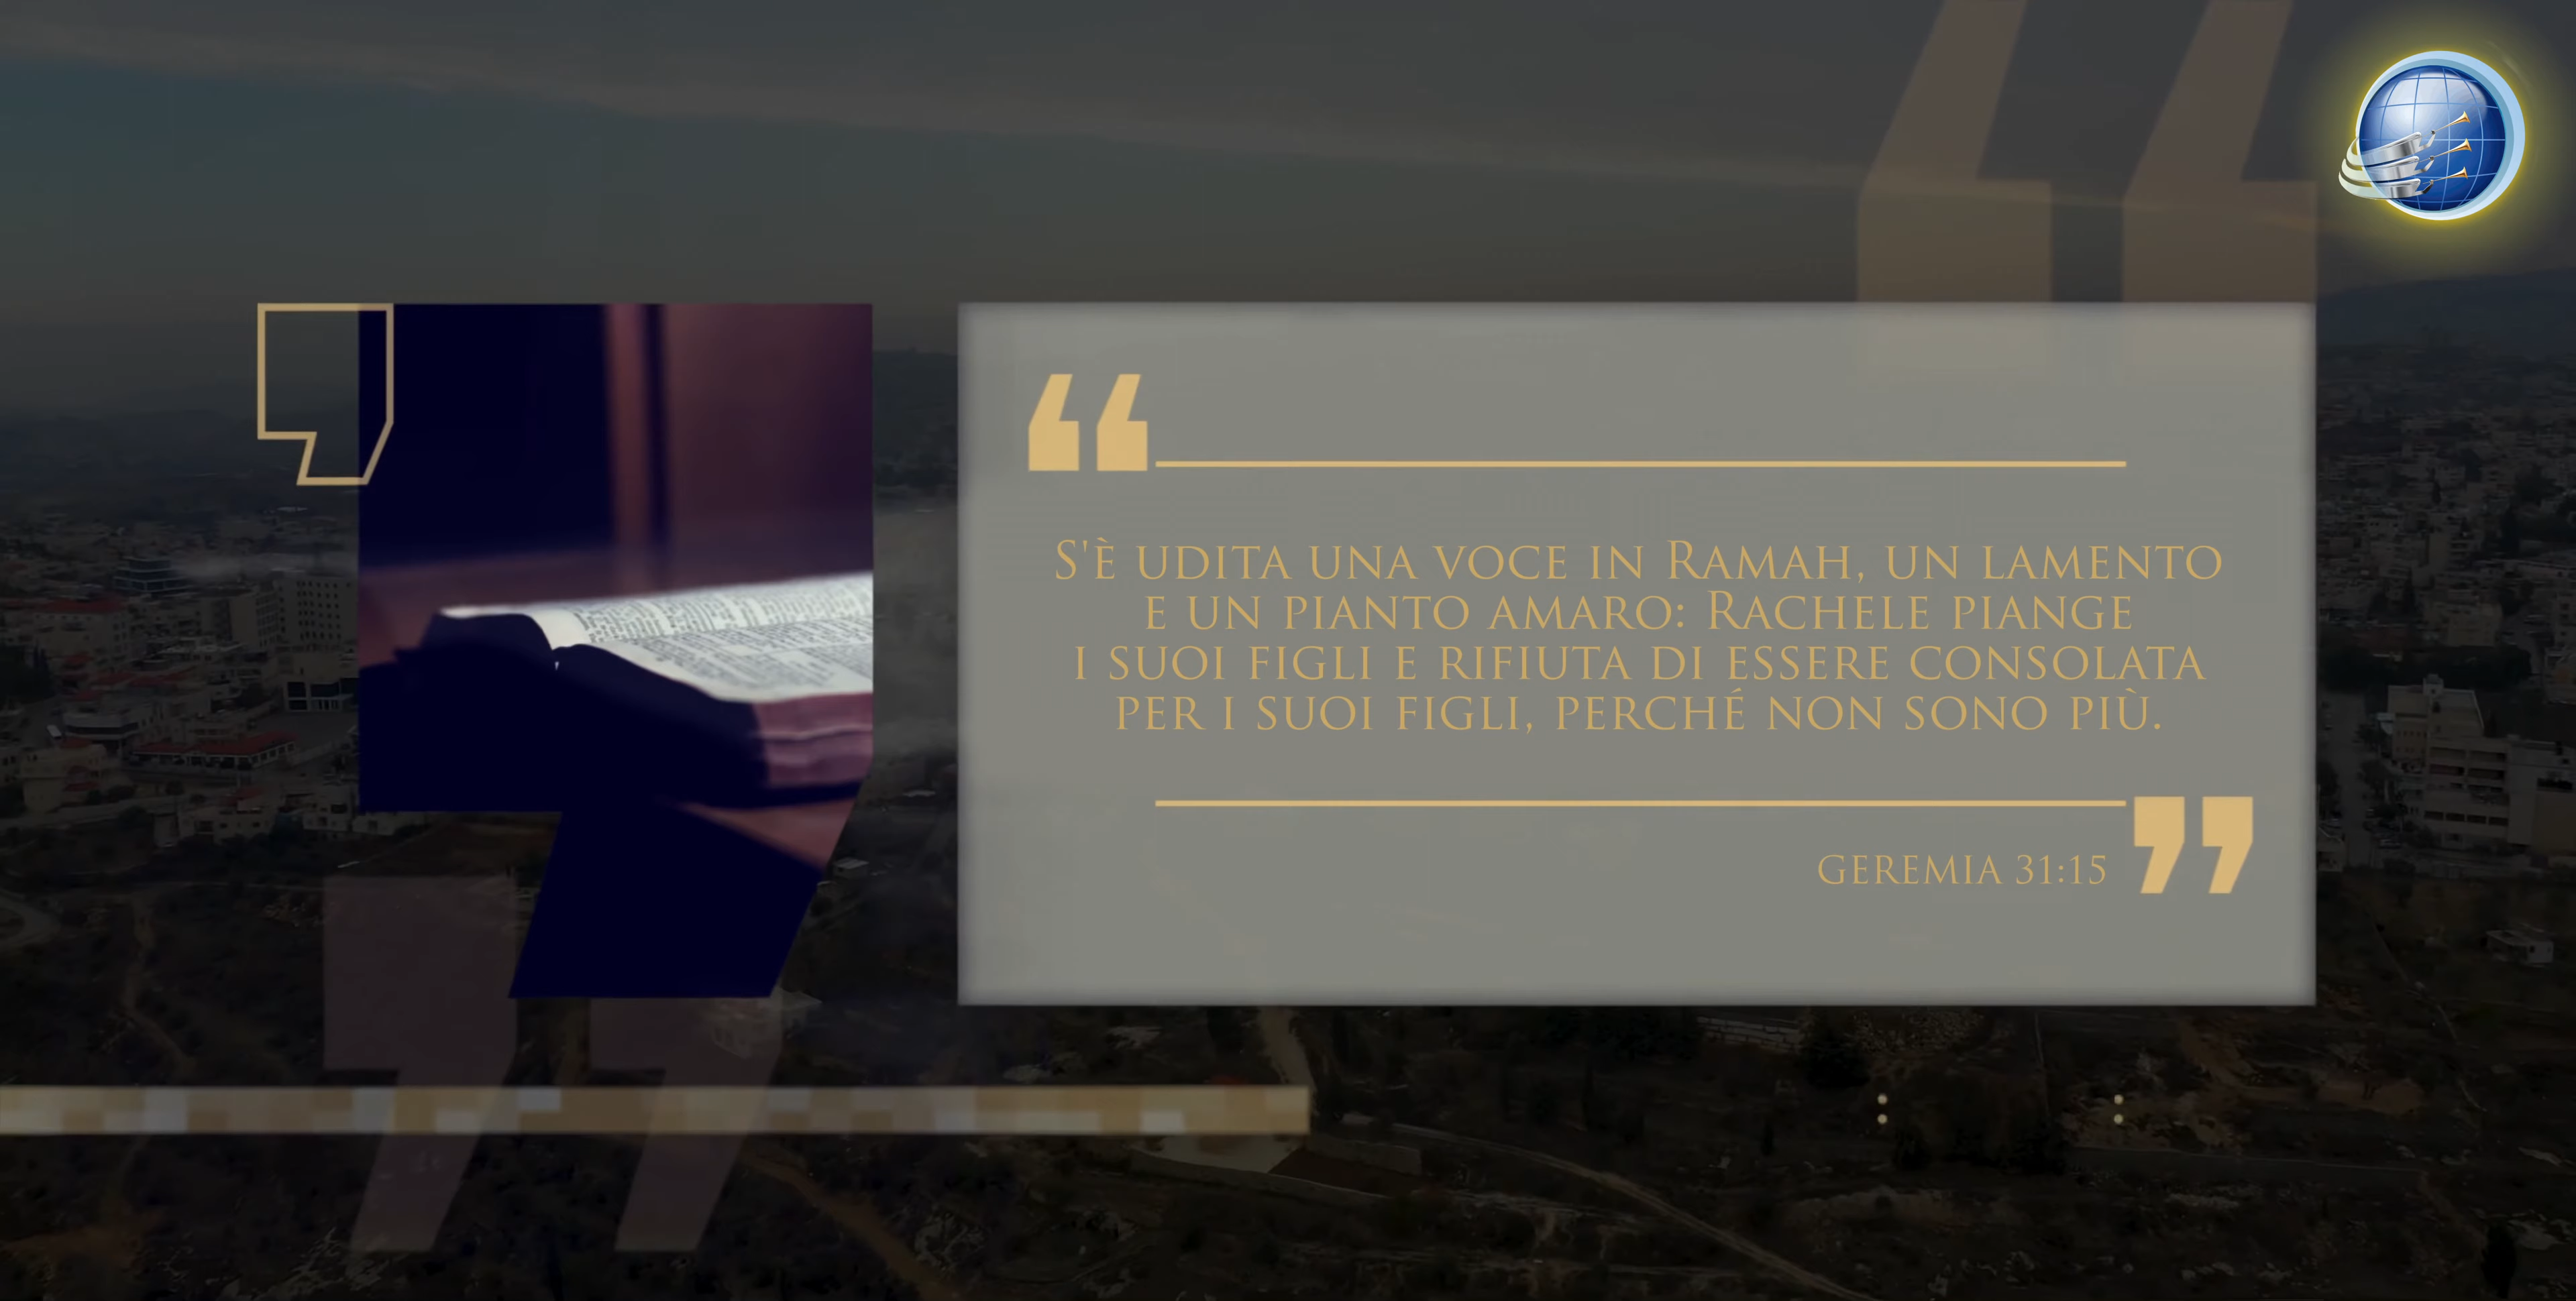 S'È UDITA UNA VOCE IN RAMAH, UN LAMENTO
E UN PIANTO AMARO: RACHELE PIANGE
I SUOI FIGLI E RIFIUTA DI ESSERE CONSOLATA
PER I SUOI FIGLI, PERCHÉ NON SONO PIÙ.
GEREMIA 31:15